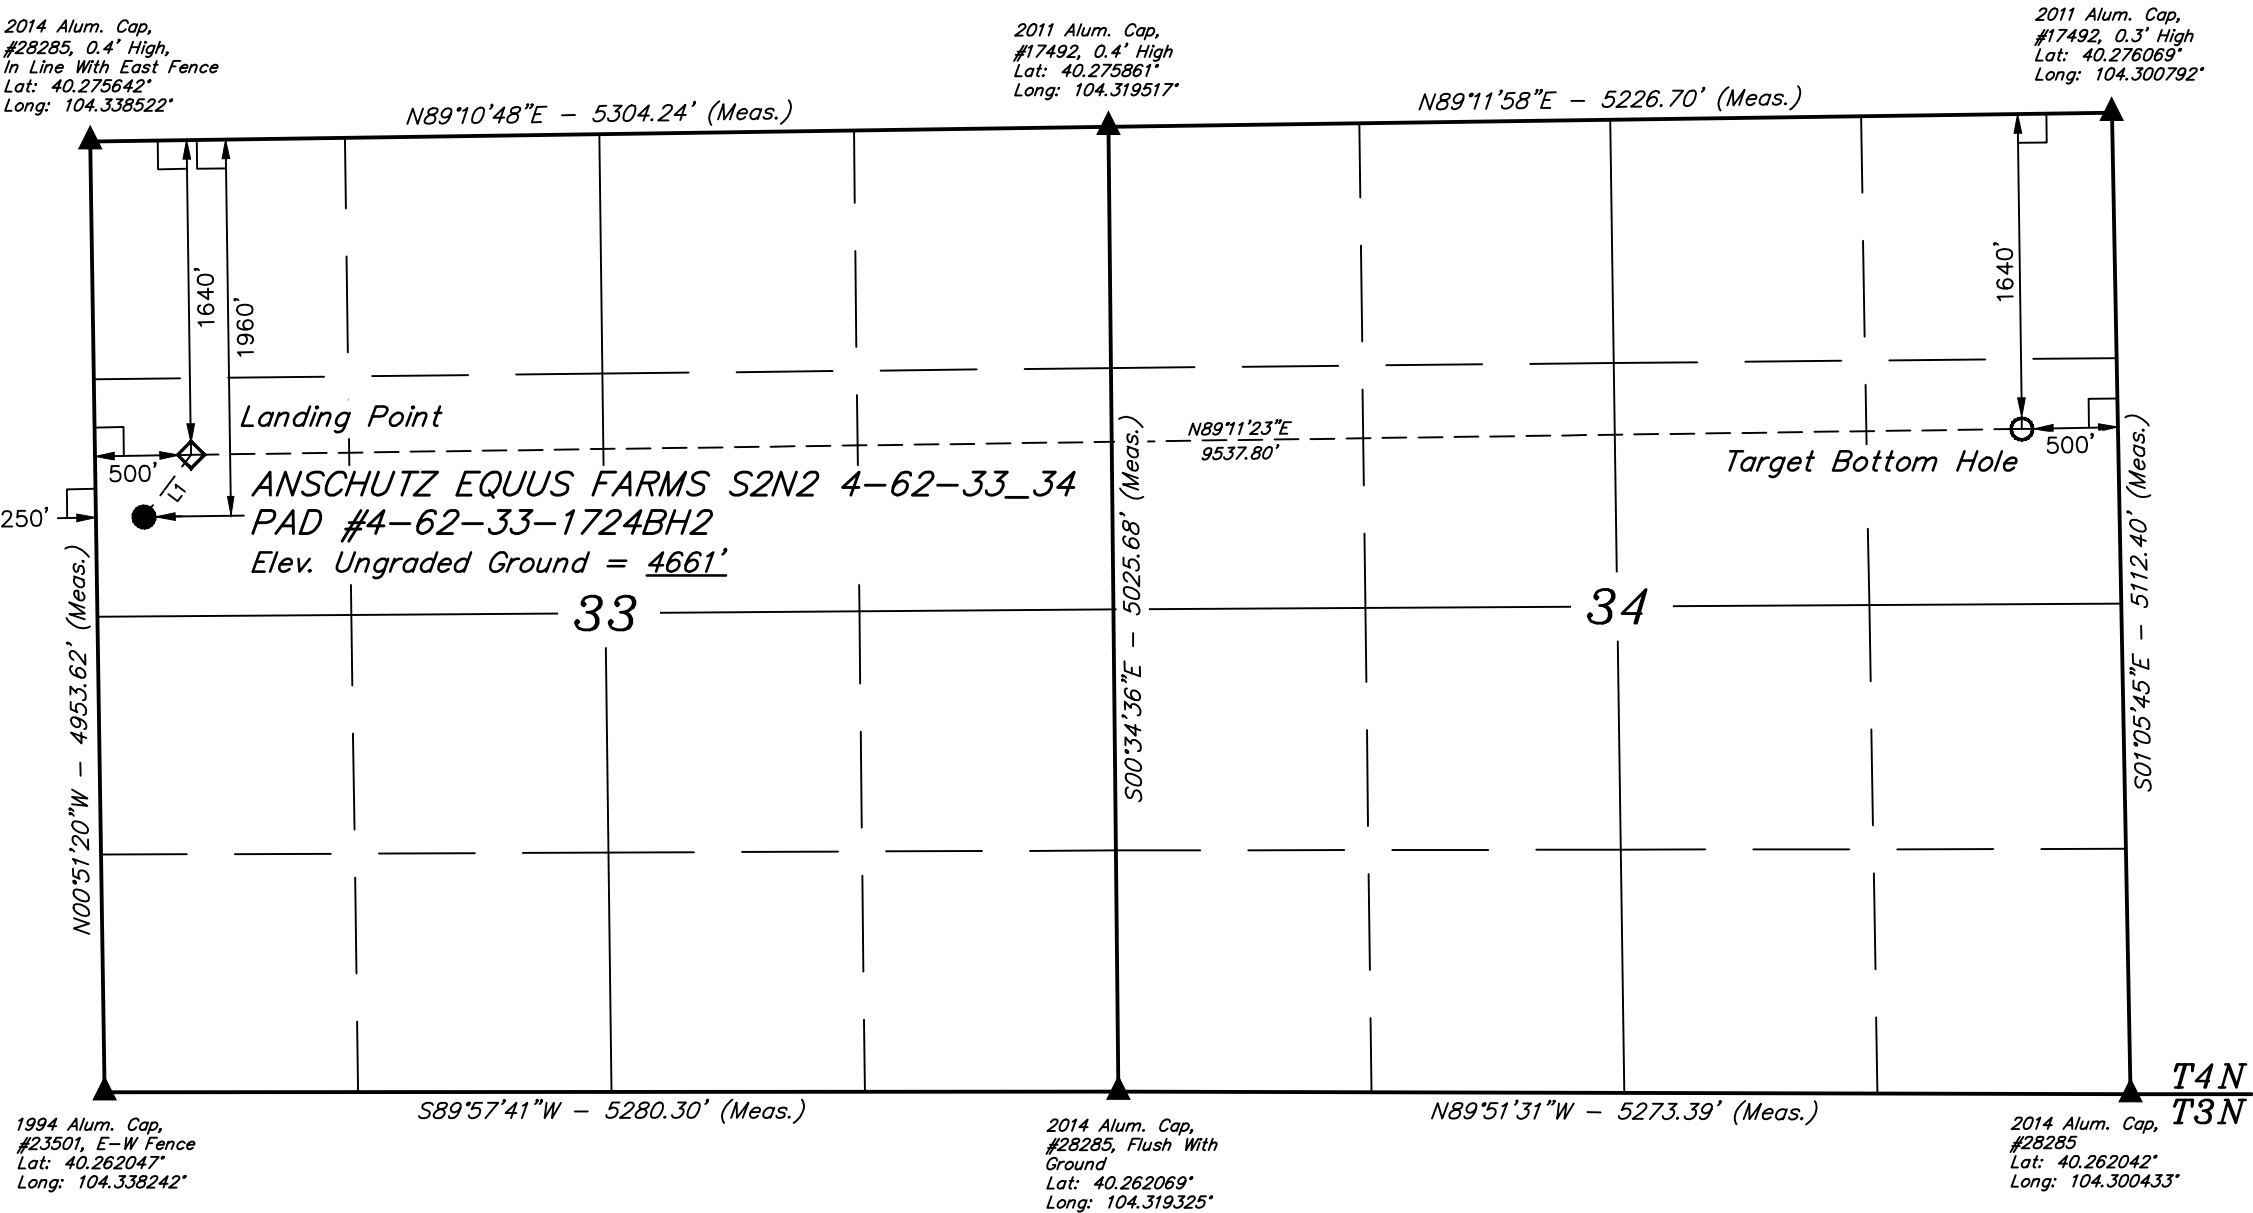 2014 Alum. Cap,
#28285, 0.4' High,
In Line With East Fence
Lat: 40.275642°
Long: 104.338522°
2011 Alum. Cap,
#17492, 0.4' High
Lat: 40.275861°
Long: 104.319517°
2011 Alum. Cap,
#17492, 0.3' High
Lat: 40.276069°
Long: 104.300792°
N89°10'48"E – 5304.24' (Meas.)
N89°11'58"E – 5226.70' (Meas.)
1640'
1960'
1640'
Landing Point
500'
LT
250'
N89°11'23"E
9537.80'
Target Bottom Hole
500'
ANSCHUTZ EQUUS FARMS S2N2 4-62-33_34
PAD #4-62-33-1724BH2
Elev. Ungraded Ground = 4661'
33
34
N00°51'20"W – 4953.62' (Meas.)
S00°34'36"E – 5025.68' (Meas.)
S01°05'45"E – 5112.40' (Meas.)
S89°57'41"W – 5280.30' (Meas.)
N89°51'31"W – 5273.39' (Meas.)
T4N
T3N
1994 Alum. Cap,
#23501, E-W Fence
Lat: 40.262047°
Long: 104.338242°
2014 Alum. Cap,
#28285, Flush With
Ground
Lat: 40.262069°
Long: 104.319325°
2014 Alum. Cap,
#28285
Lat: 40.262042°
Long: 104.300433°